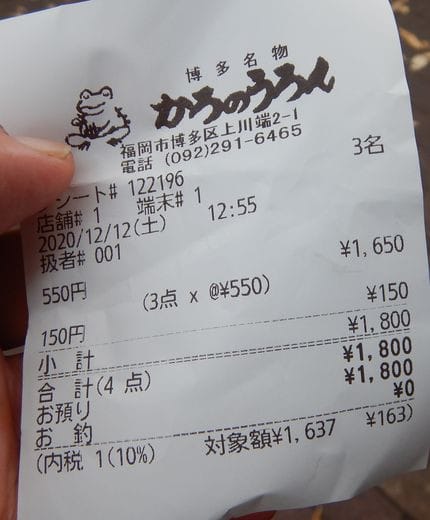 博多名物
かろのうろん
福岡市博多区上川端2-1
電話 (092)291-6465
3名
シート# 122196
店舗# 1 端末# 1
2020/12/12(土) 12:55
扱者# 001
550円 (3点 x @¥550) ¥1,650
150円 ¥150
小 計 ¥1,800
合 計(4 点) ¥1,800
お預り ¥1,800
お 釣 ¥0
(内税 1(10%) 対象額¥1,637 ¥163)